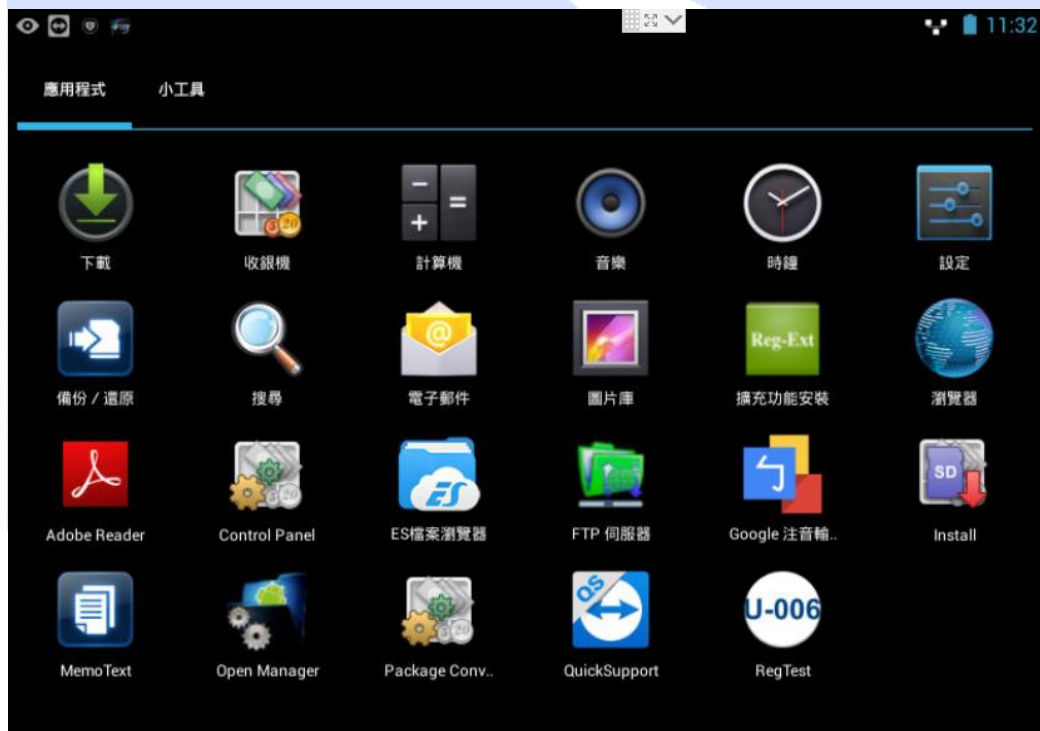 11:32
應用程式 小工具
下載 收銀機 計算機 音樂 時鐘 設定
Reg-Ext
備份 / 還原 搜尋 電子郵件 圖片庫 擴充功能安裝 瀏覽器
SD
Adobe Reader Control Panel ES檔案瀏覽器 FTP 伺服器 Google 注音輸.. Install
QS U-006
MemoText Open Manager Package Conv.. QuickSupport RegTest